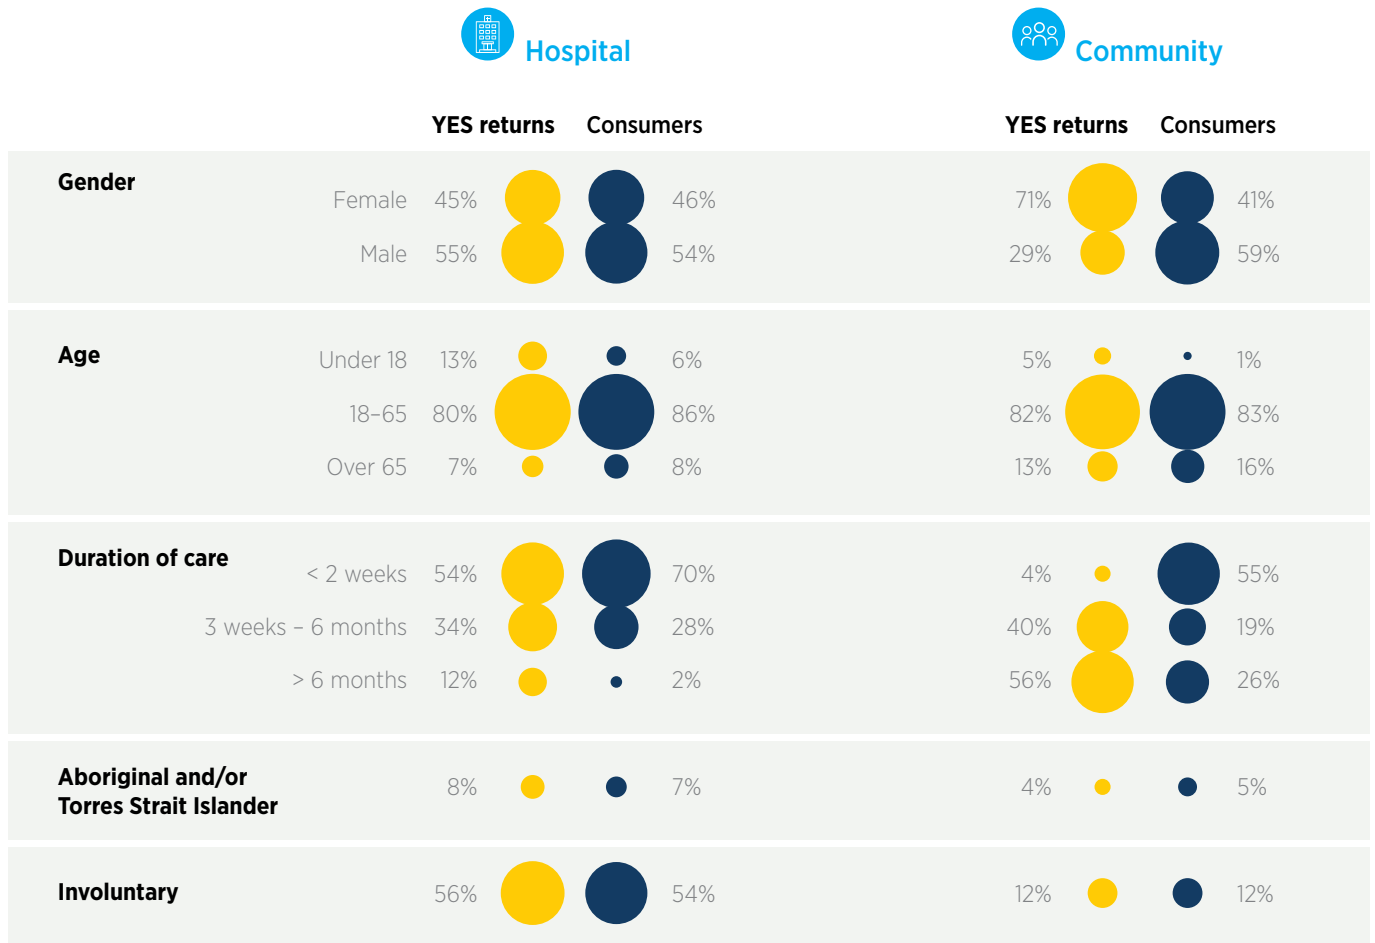 Hospital Community
YES returns Consumers YES returns Consumers
Gender
Female 45% 46% 71% 41%
Male 55% 54% 29% 59%
Age
Under 18 13% 6% 5% 1%
18–65 80% 86% 82% 83%
Over 65 7% 8% 13% 16%
Duration of care
< 2 weeks 54% 70% 4% 55%
3 weeks – 6 months 34% 28% 40% 19%
> 6 months 12% 2% 56% 26%
Aboriginal and/or
Torres Strait Islander
8% 7% 4% 5%
Involuntary 56% 54% 12% 12%